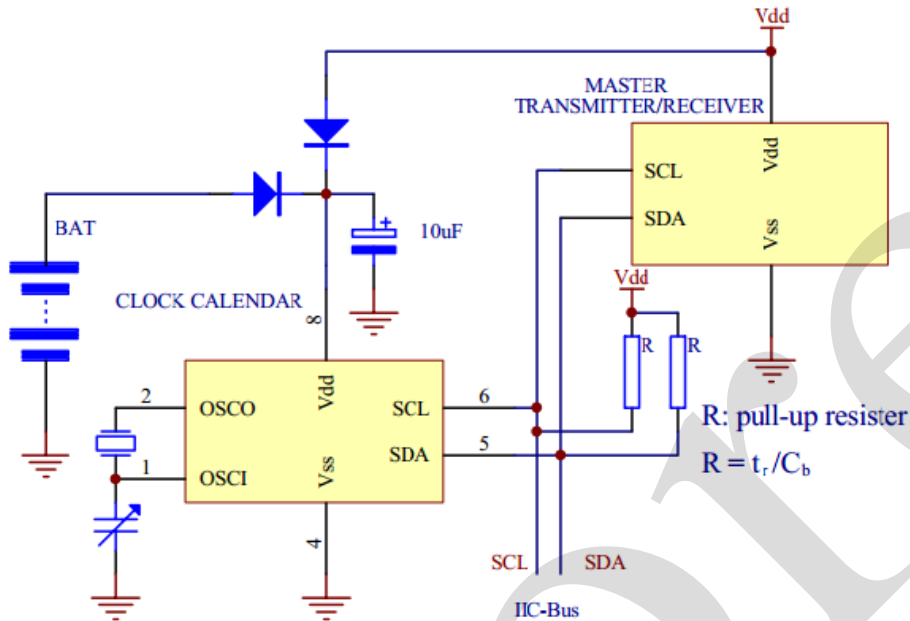 Vdd
MASTER
TRANSMITTER/RECEIVER
SCL
Vdd
SDA
Vss
BAT
+
10uF
Vdd
CLOCK CALENDAR
8
R
R
2
OSCO
Vdd
SCL
6
R: pull-up resister
1
OSCI
Vss
SDA
5
R = tr/Cb
4
SCL
SDA
IIC-Bus